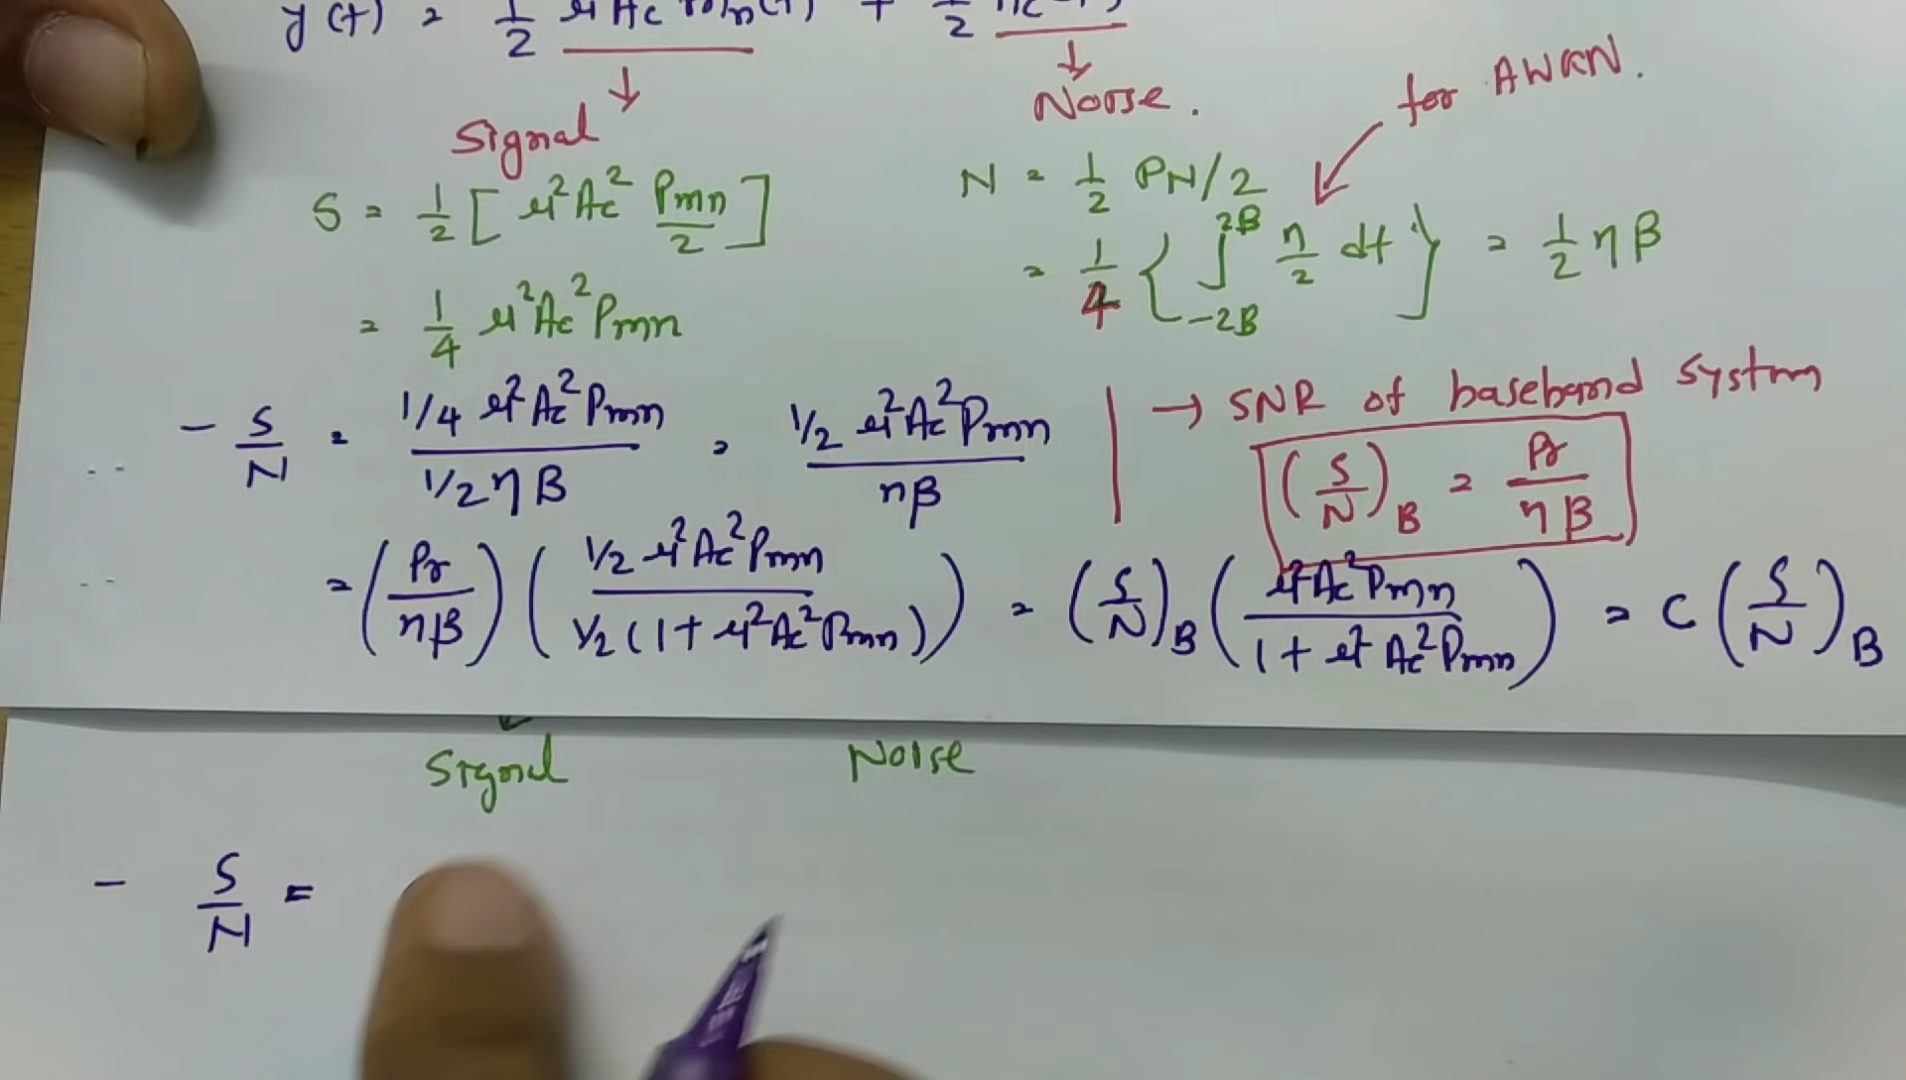 y(t) = 1/2 μ Ac m_n(t) + 1/2 n_c(t)
↓ ↓
Signal Noise. for AWGN.
S = 1/2 [ μ² Ac² Pmn/2 ] N = 1/2 PN/2
= 1/4 μ² Ac² Pmn = 1/4 { ∫_{-2B}^{2B} η/2 df } = 1/2 η B
- S/N = (1/4 μ² Ac² Pmn)/(1/2 η B) = (1/2 μ² Ac² Pmn)/(ηB) → SNR of baseband system
(S/N)_B = Pr/(ηB)
= (Pr/(ηB)) ( (1/2 μ² Ac² Pmn)/(1/2 (1 + μ² Ac² Pmn)) ) = (S/N)_B ( (μ² Ac² Pmn)/(1 + μ² Ac² Pmn) ) = C (S/N)_B
Signal Noise
- S/N =